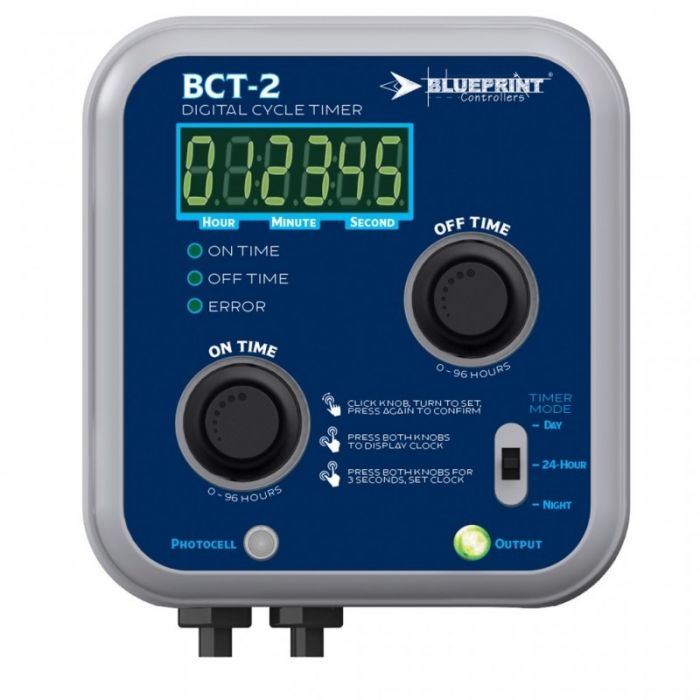 BCT-2
DIGITAL CYCLE TIMER
BLUEPRINT®
Controllers
012345
HOUR MINUTE SECOND
ON TIME
OFF TIME
ERROR
OFF TIME
0 - 96 HOURS
ON TIME
0 - 96 HOURS
CLICK KNOB, TURN TO SET,
PRESS AGAIN TO CONFIRM
PRESS BOTH KNOBS
TO DISPLAY CLOCK
PRESS BOTH KNOBS FOR
3 SECONDS, SET CLOCK
TIMER
MODE
- DAY
- 24-HOUR
- NIGHT
PHOTOCELL
OUTPUT